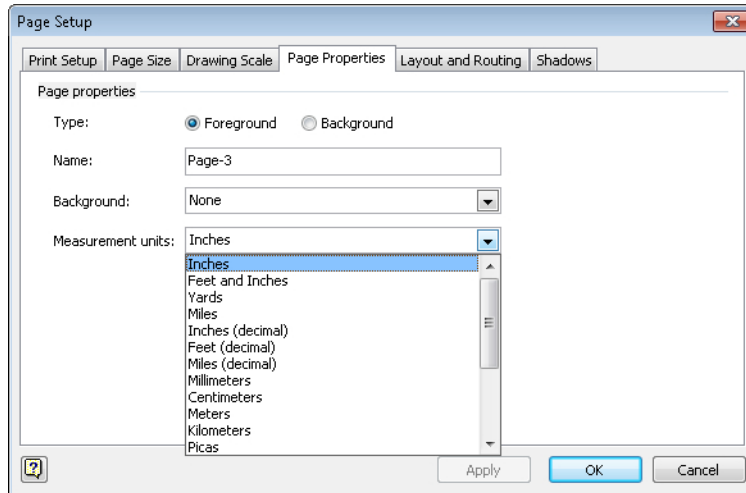 Page Setup
Print Setup Page Size Drawing Scale Page Properties Layout and Routing Shadows
Page properties
Type: Foreground Background
Name: Page-3
Background: None
Measurement units: Inches
Inches
Feet and Inches
Yards
Miles
Inches (decimal)
Feet (decimal)
Miles (decimal)
Millimeters
Centimeters
Meters
Kilometers
Picas
? Apply OK Cancel